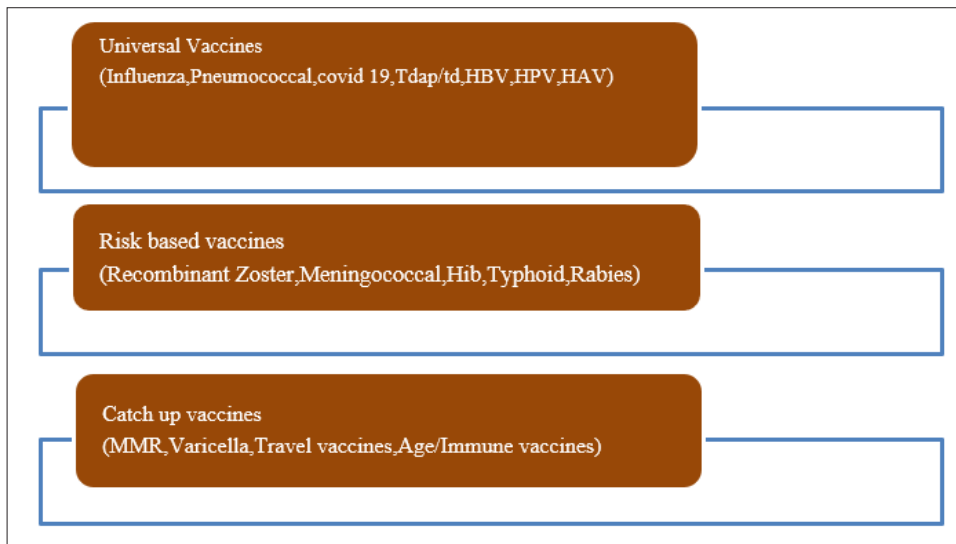 Universal Vaccines
(Influenza,Pneumococcal,covid 19,Tdap/td,HBV,HPV,HAV)
Risk based vaccines
(Recombinant Zoster,Meningococcal,Hib,Typhoid,Rabies)
Catch up vaccines
(MMR,Varicella,Travel vaccines,Age/Immune vaccines)